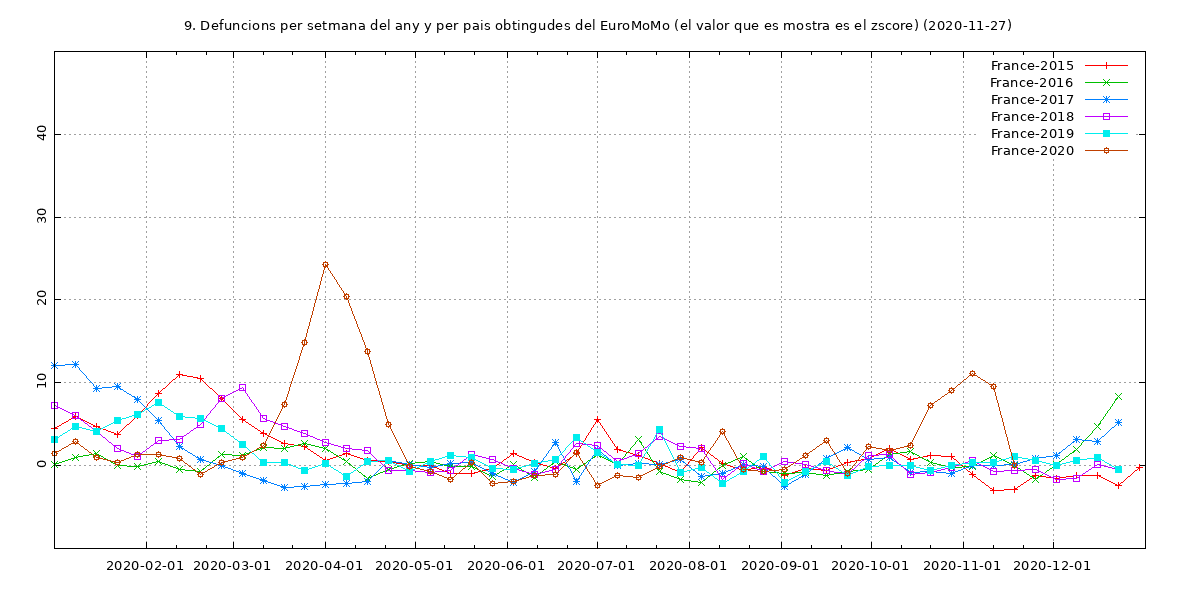 9. Defuncions per setmana del any y per pais obtingudes del EuroMoMo (el valor que es mostra es el zscore) (2020-11-27)
France-2015
France-2016
France-2017
France-2018
France-2019
France-2020
40
30
20
10
0
2020-02-01 2020-03-01 2020-04-01 2020-05-01 2020-06-01 2020-07-01 2020-08-01 2020-09-01 2020-10-01 2020-11-01 2020-12-01